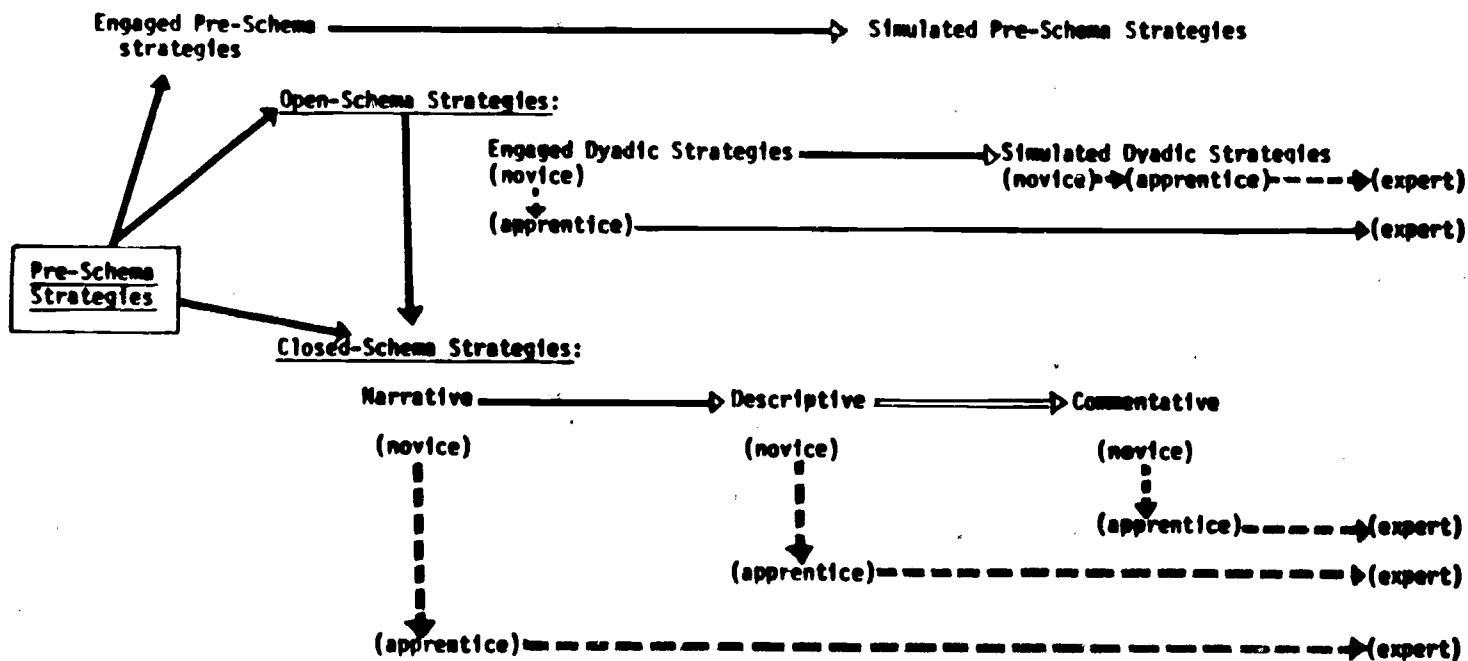 Engaged Pre-Schema
strategies
Simulated Pre-Schema Strategies
Open-Schema Strategies:
Engaged Dyadic Strategies
Simulated Dyadic Strategies
(novice)
(novice) (apprentice) (expert)
(apprentice) (expert)
Pre-Schema
Strategies
Closed-Schema Strategies:
Narrative Descriptive Commentative
(novice) (novice) (novice)
(apprentice) (expert)
(apprentice) (expert)
(apprentice) (expert)